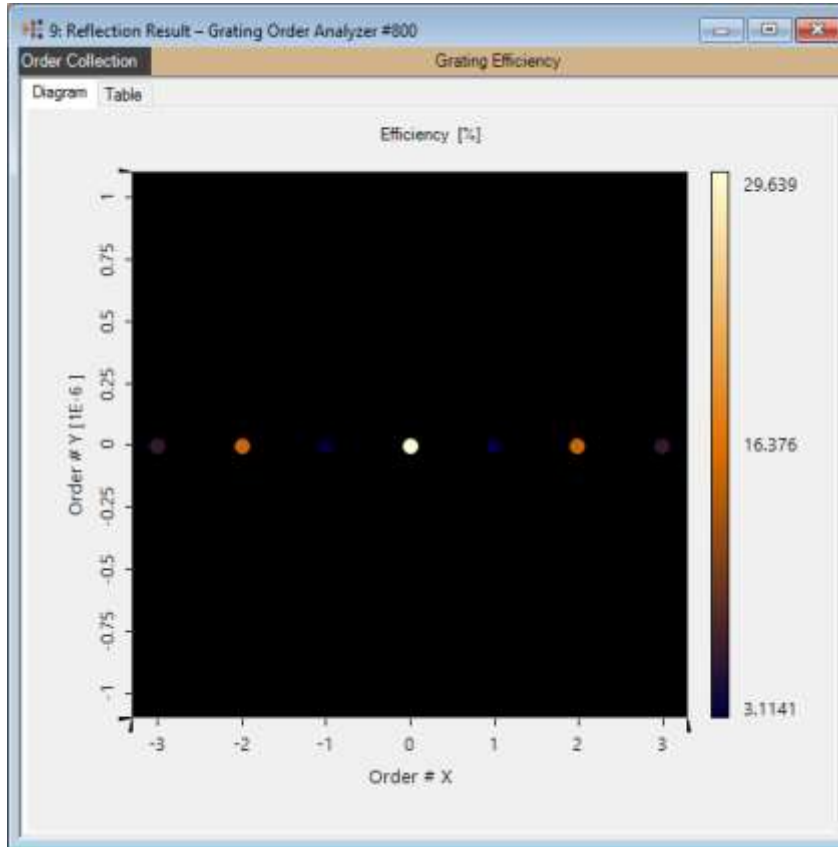 9: Reflection Result – Grating Order Analyzer #800
Order Collection Grating Efficiency
Diagram Table
Efficiency [%]
29.639
16.376
3.1141
1
0.75
0.5
0.25
0
-0.25
-0.5
-0.75
-1
Order # Y [1E-6 ]
-3 -2 -1 0 1 2 3
Order # X